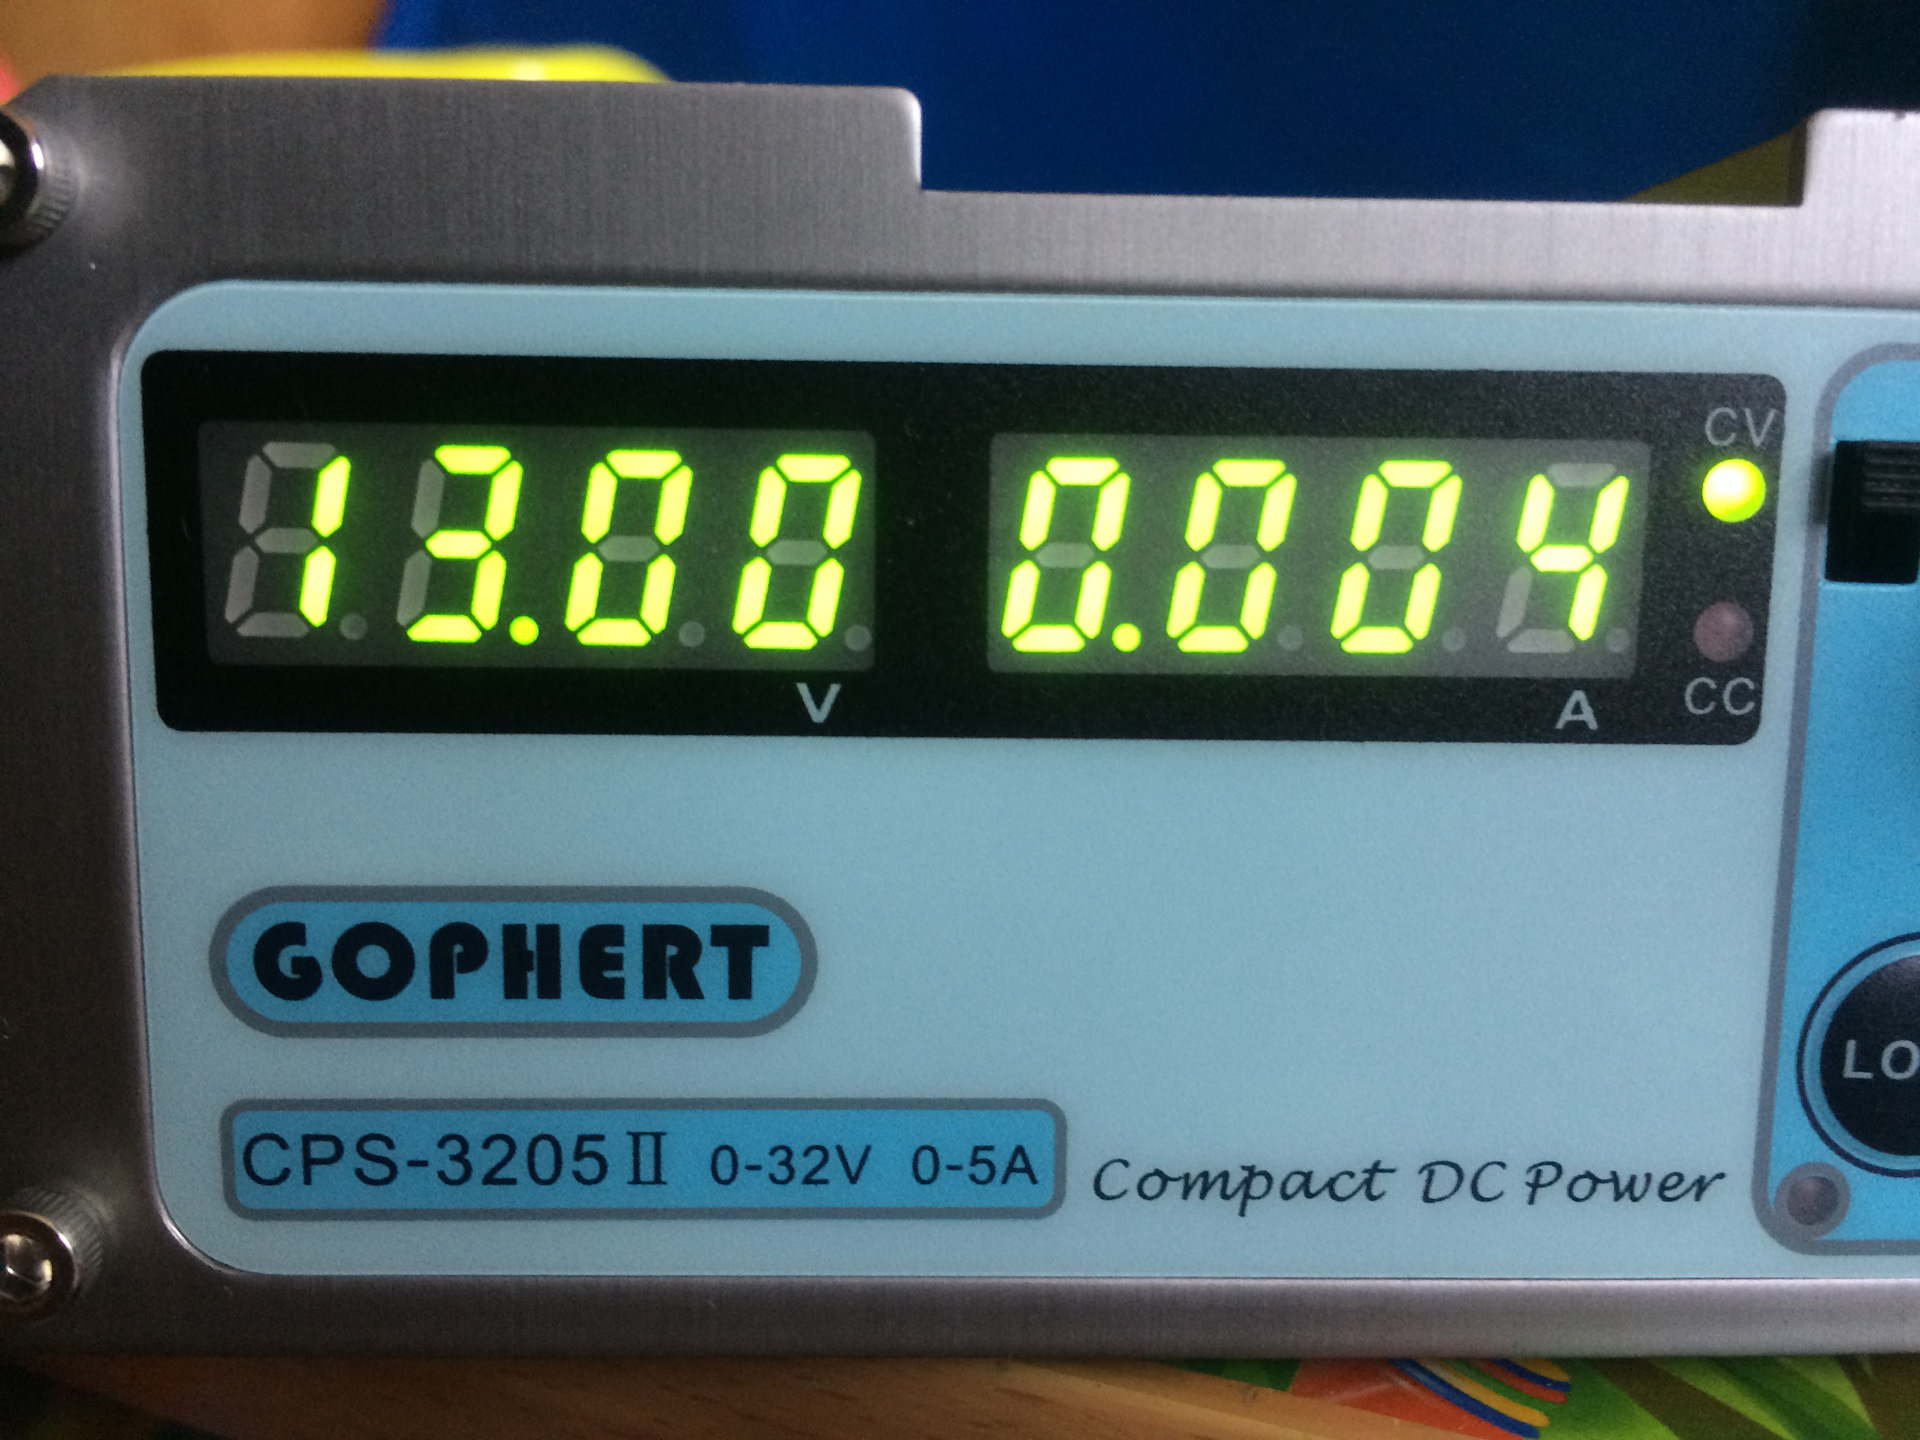 CV
13.00 0.004
V A CC
GOPHERT
LO
CPS-3205Ⅱ 0-32V 0-5A
Compact DC Power